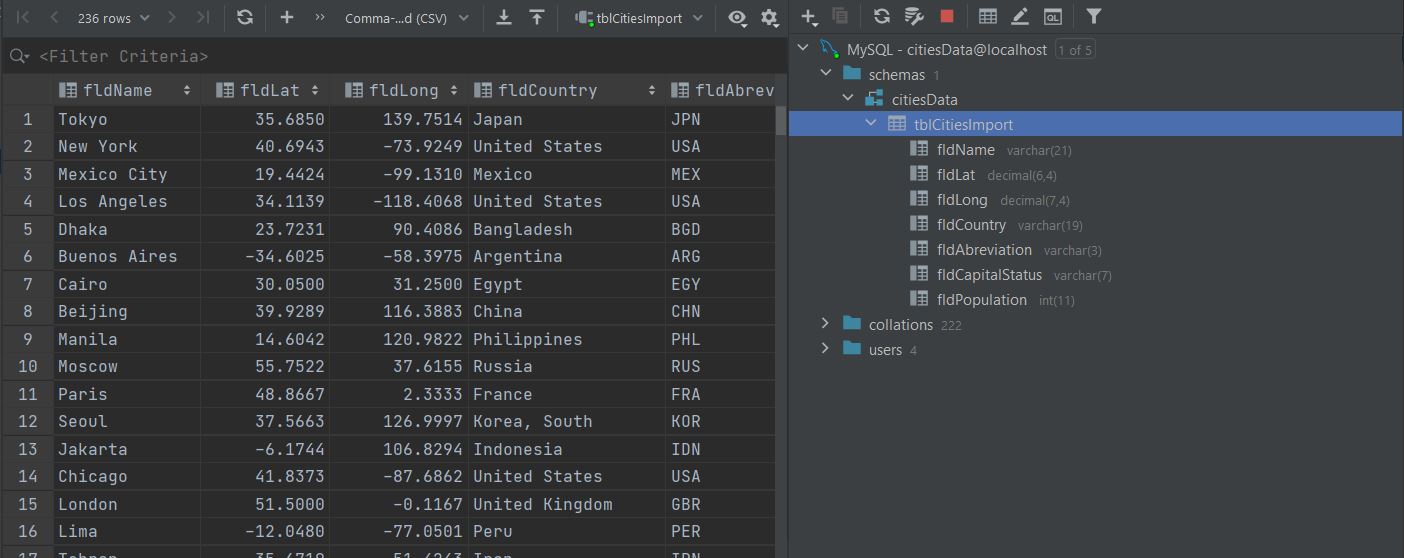 236 rows Comma-...d (CSV) tblCitiesImport
<Filter Criteria>
fldName fldLat fldLong fldCountry fldAbrev
1 Tokyo 35.6850 139.7514 Japan JPN
2 New York 40.6943 -73.9249 United States USA
3 Mexico City 19.4424 -99.1310 Mexico MEX
4 Los Angeles 34.1139 -118.4068 United States USA
5 Dhaka 23.7231 90.4086 Bangladesh BGD
6 Buenos Aires -34.6025 -58.3975 Argentina ARG
7 Cairo 30.0500 31.2500 Egypt EGY
8 Beijing 39.9289 116.3883 China CHN
9 Manila 14.6042 120.9822 Philippines PHL
10 Moscow 55.7522 37.6155 Russia RUS
11 Paris 48.8667 2.3333 France FRA
12 Seoul 37.5663 126.9997 Korea, South KOR
13 Jakarta -6.1744 106.8294 Indonesia IDN
14 Chicago 41.8373 -87.6862 United States USA
15 London 51.5000 -0.1167 United Kingdom GBR
16 Lima -12.0480 -77.0501 Peru PER
17
QL
MySQL - citiesData@localhost 1 of 5
schemas 1
citiesData
tblCitiesImport
fldName varchar(21)
fldLat decimal(6,4)
fldLong decimal(7,4)
fldCountry varchar(19)
fldAbreviation varchar(3)
fldCapitalStatus varchar(7)
fldPopulation int(11)
collations 222
users 4